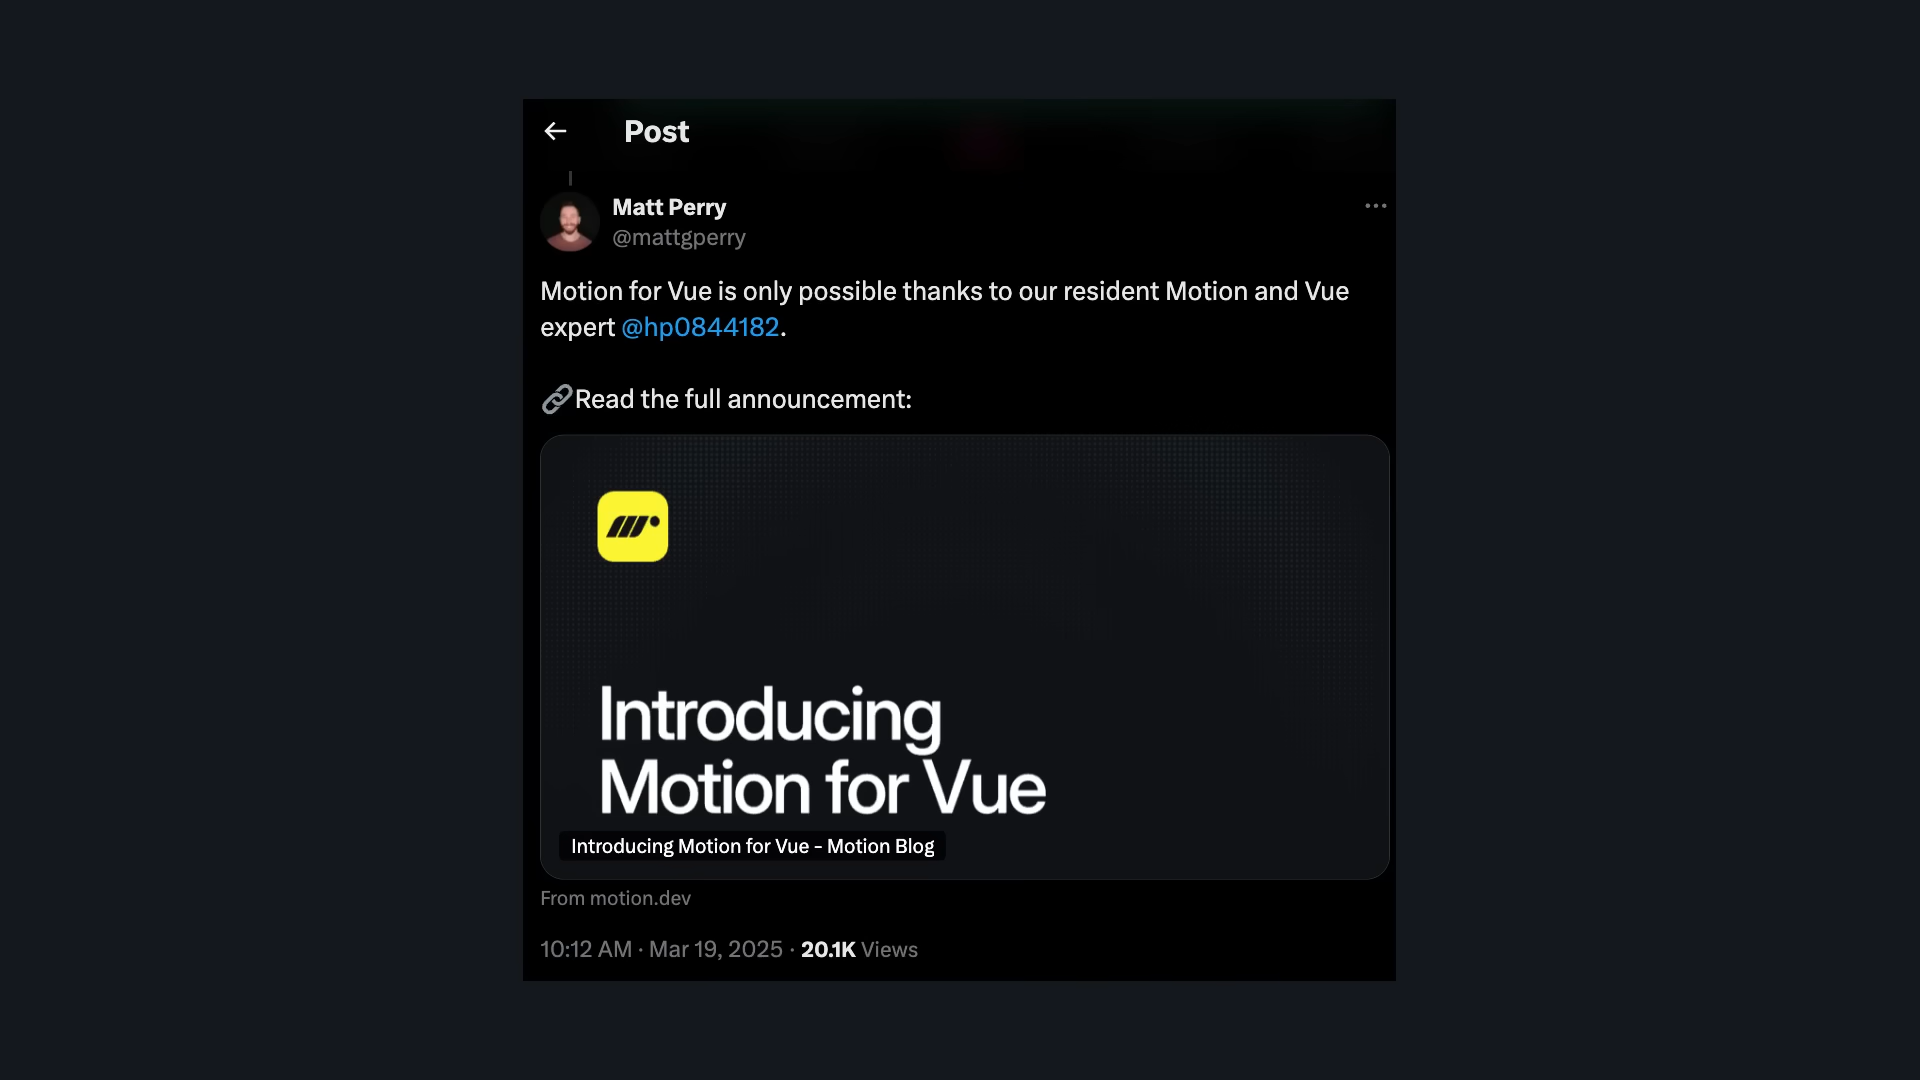 Post
Matt Perry
@mattgperry
Motion for Vue is only possible thanks to our resident Motion and Vue
expert @hp0844182.
🔗Read the full announcement:
Introducing
Motion for Vue
Introducing Motion for Vue - Motion Blog
From motion.dev
10:12 AM · Mar 19, 2025 · 20.1K Views